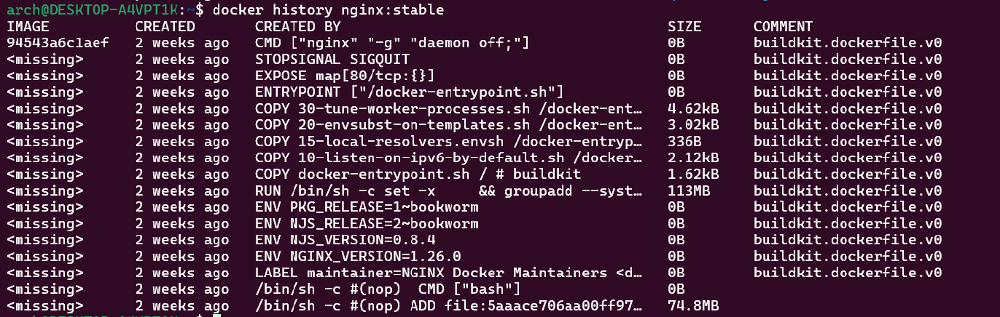 arch@DESKTOP-A4VPT1K:~$ docker history nginx:stable
IMAGE CREATED CREATED BY SIZE COMMENT
94543a6c1aef 2 weeks ago CMD ["nginx" "-g" "daemon off;"] 0B buildkit.dockerfile.v0
<missing> 2 weeks ago STOPSIGNAL SIGQUIT 0B buildkit.dockerfile.v0
<missing> 2 weeks ago EXPOSE map[80/tcp:{}] 0B buildkit.dockerfile.v0
<missing> 2 weeks ago ENTRYPOINT ["/docker-entrypoint.sh"] 0B buildkit.dockerfile.v0
<missing> 2 weeks ago COPY 30-tune-worker-processes.sh /docker-ent… 4.62kB buildkit.dockerfile.v0
<missing> 2 weeks ago COPY 20-envsubst-on-templates.sh /docker-ent… 3.02kB buildkit.dockerfile.v0
<missing> 2 weeks ago COPY 15-local-resolvers.envsh /docker-entryp… 336B buildkit.dockerfile.v0
<missing> 2 weeks ago COPY 10-listen-on-ipv6-by-default.sh /docker… 2.12kB buildkit.dockerfile.v0
<missing> 2 weeks ago COPY docker-entrypoint.sh / # buildkit 1.62kB buildkit.dockerfile.v0
<missing> 2 weeks ago RUN /bin/sh -c set -x && groupadd --syst… 113MB buildkit.dockerfile.v0
<missing> 2 weeks ago ENV PKG_RELEASE=1~bookworm 0B buildkit.dockerfile.v0
<missing> 2 weeks ago ENV NJS_RELEASE=2~bookworm 0B buildkit.dockerfile.v0
<missing> 2 weeks ago ENV NJS_VERSION=0.8.4 0B buildkit.dockerfile.v0
<missing> 2 weeks ago ENV NGINX_VERSION=1.26.0 0B buildkit.dockerfile.v0
<missing> 2 weeks ago LABEL maintainer=NGINX Docker Maintainers <d… 0B buildkit.dockerfile.v0
<missing> 2 weeks ago /bin/sh -c #(nop) CMD ["bash"] 0B
<missing> 2 weeks ago /bin/sh -c #(nop) ADD file:5aaace706aa00ff97… 74.8MB